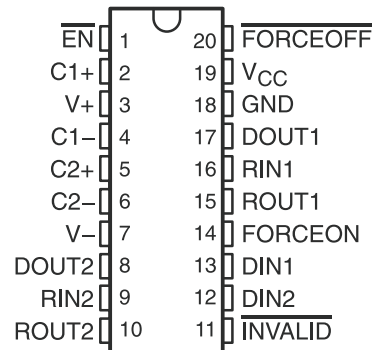 EN 1 20 FORCEOFF
C1+ 2 19 VCC
V+ 3 18 GND
C1− 4 17 DOUT1
C2+ 5 16 RIN1
C2− 6 15 ROUT1
V− 7 14 FORCEON
DOUT2 8 13 DIN1
RIN2 9 12 DIN2
ROUT2 10 11 INVALID